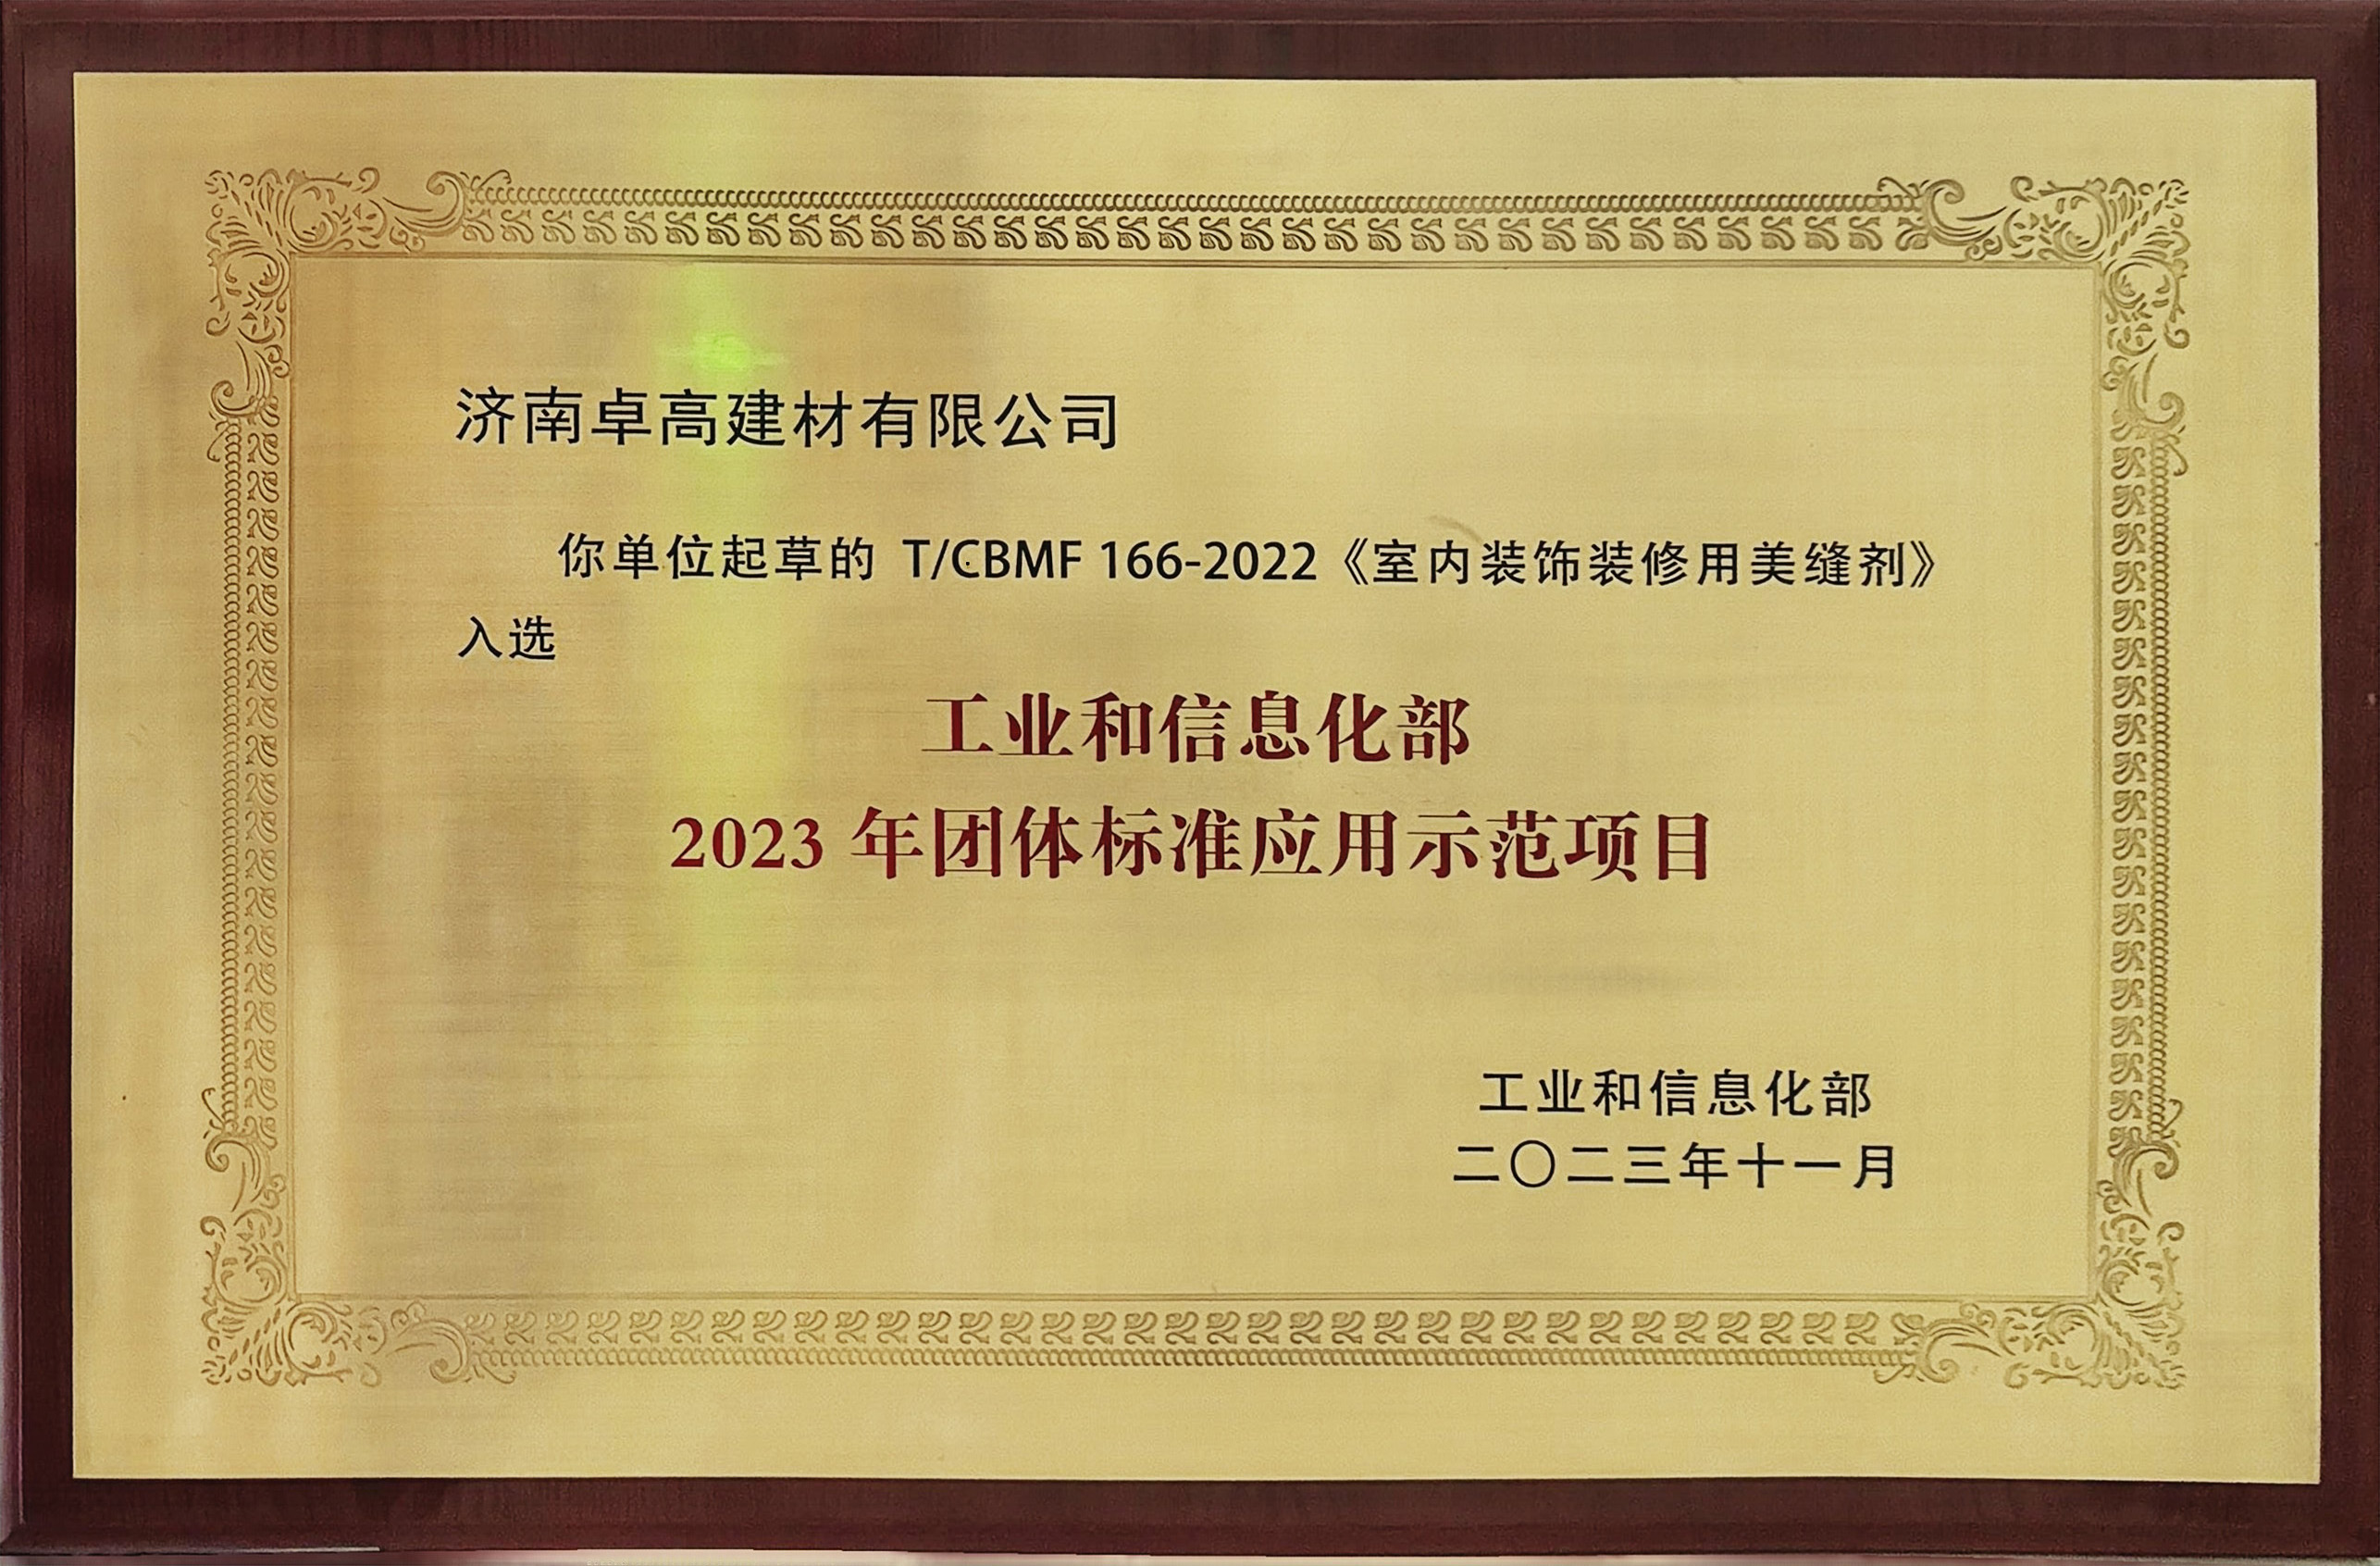 济南卓高建材有限公司
你单位起草的 T/CBMF 166-2022《室内装饰装修用美缝剂》
入选
工业和信息化部
2023 年团体标准应用示范项目
工业和信息化部
二〇二三年十一月